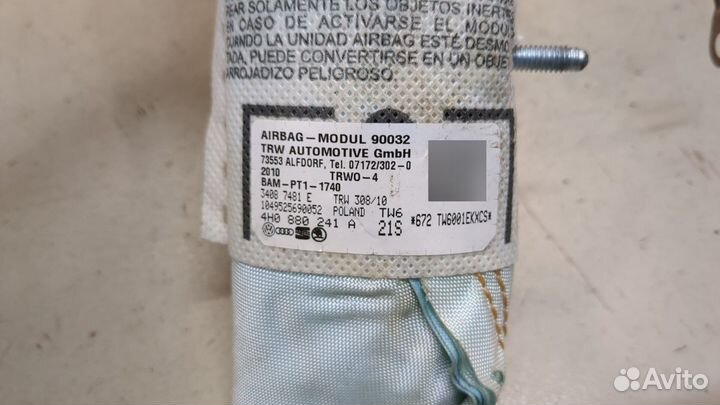 REAR SOLAMENTE LOS OBJETOS INERT
EN CASO DE ACTIVARSE EL MODU
CUANDO LA UNIDAD AIRBAG ESTÉ DESMO
TADA, PUEDE CONVERTIRSE EN UN OBJE
ARROJADIZO PELIGROSO.
AIRBAG-MODUL 90032
TRW AUTOMOTIVE GmbH
73553 ALFDORF, Tel. 07172/302-0
2010 TRWO-4
BAM-PT1-1740
3408 7481 E TRW 308/10
1049525690052 POLAND TW6
4H0 880 241 A 21S
*672 TW6001EKXCS*
Avito